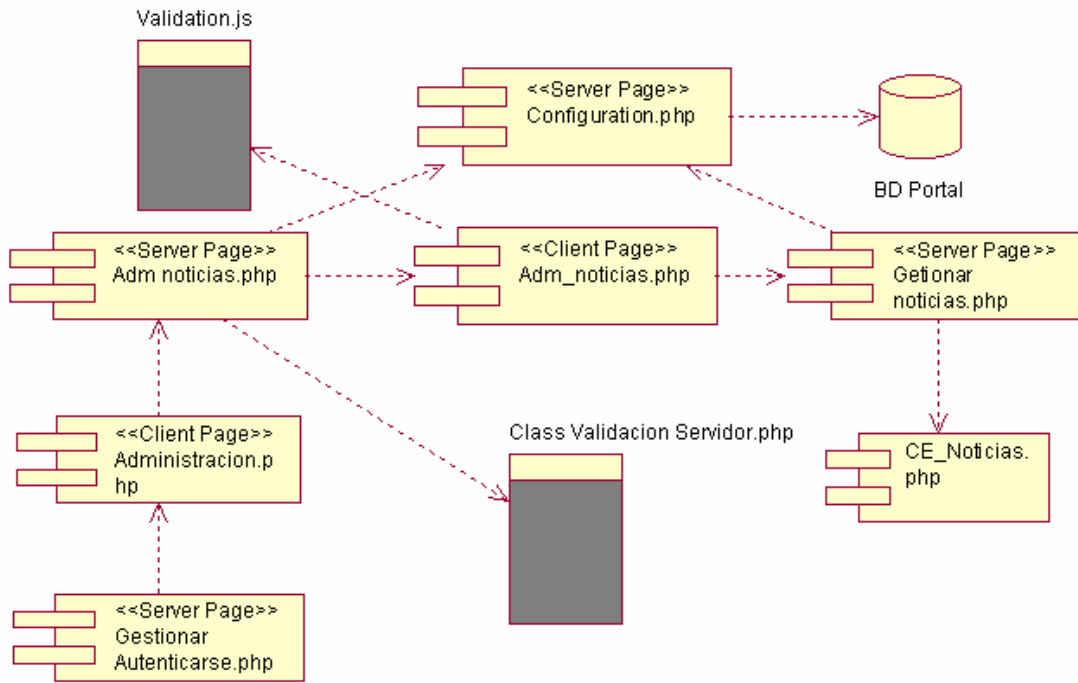 Validation.js
<<Server Page>>
Configuration.php
BD Portal
<<Server Page>>
Adm noticias.php
<<Client Page>>
Adm_noticias.php
<<Server Page>>
Getionar
noticias.php
<<Client Page>>
Administracion.p
hp
Class Validacion Servidor.php
CE_Noticias.
php
<<Server Page>>
Gestionar
Autenticarse.php